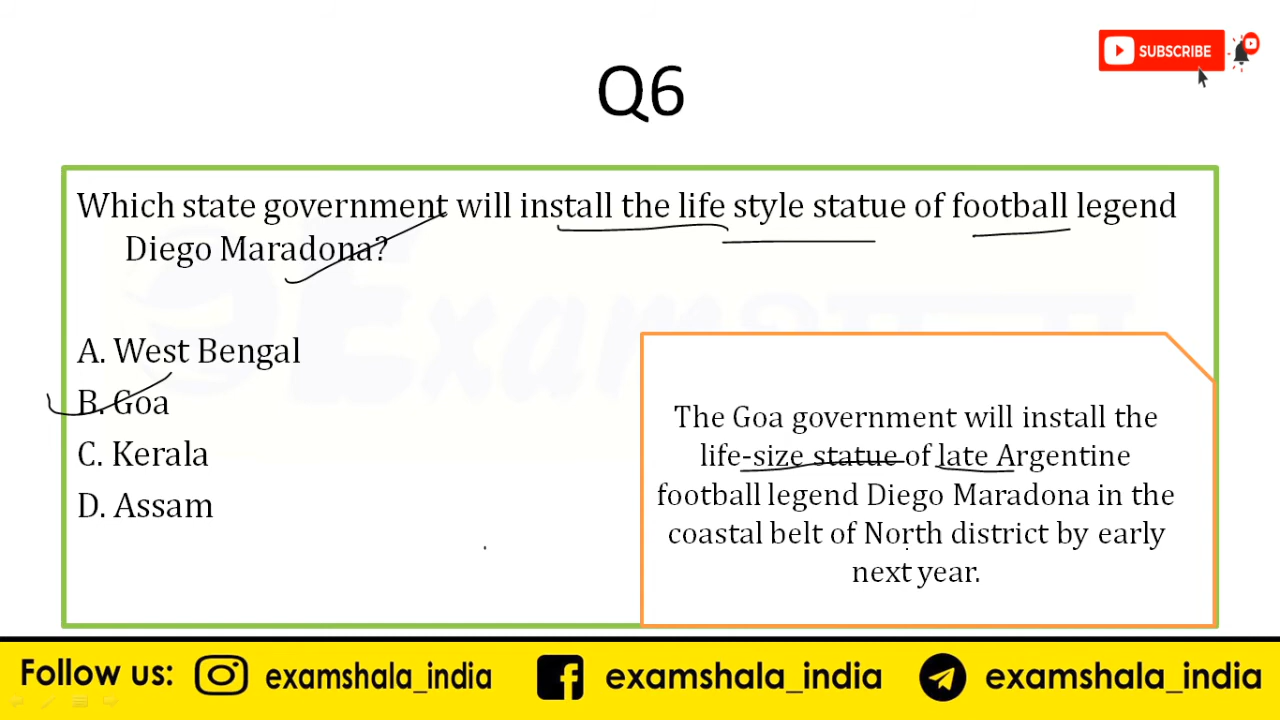 SUBSCRIBE
Q6
Which state government will install the life style statue of football legend
Diego Maradona?
A. West Bengal
B. Goa
C. Kerala
D. Assam
The Goa government will install the
life-size statue of late Argentine
football legend Diego Maradona in the
coastal belt of North district by early
next year.
Follow us: examshala_india examshala_india examshala_india